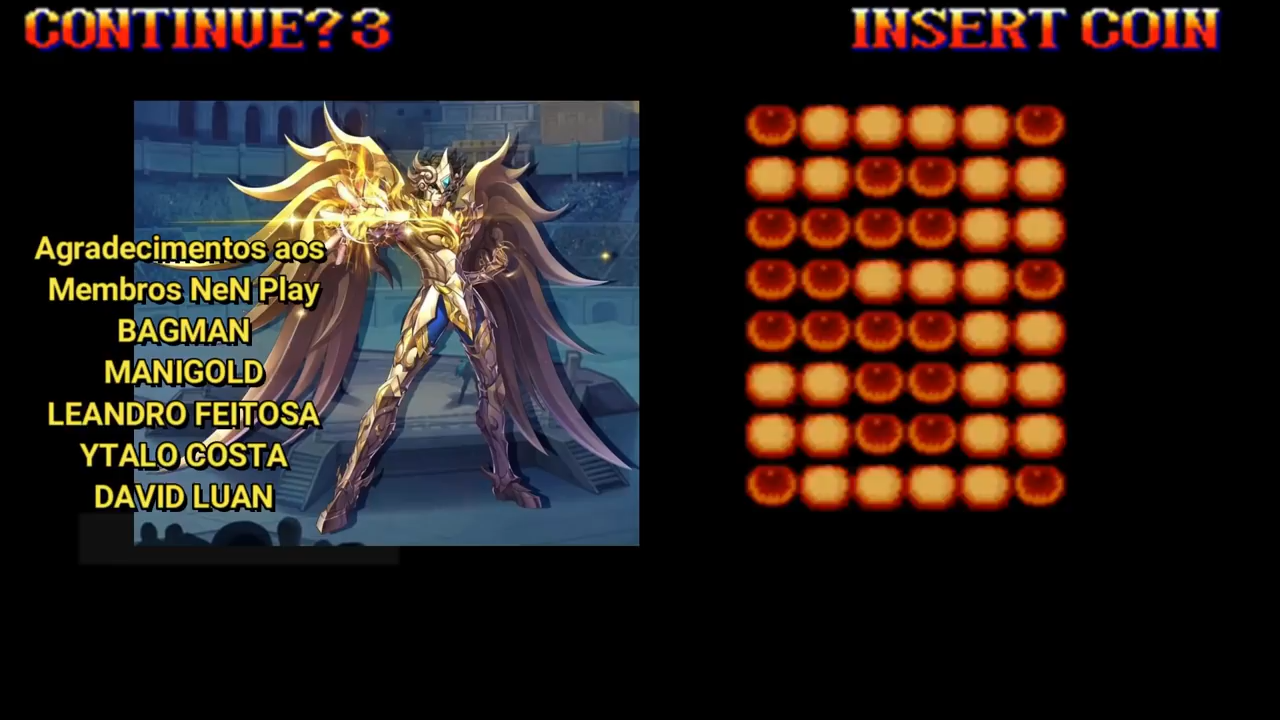 CONTINUE? 3
INSERT COIN
Agradecimentos aos
Membros NeN Play
BAGMAN
MANIGOLD
LEANDRO FEITOSA
YTALO COSTA
DAVID LUAN